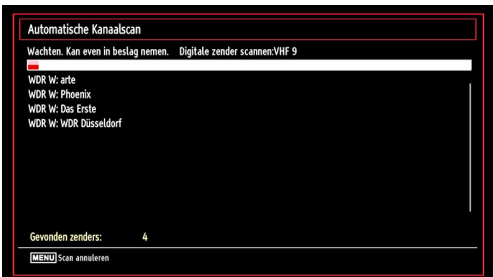 Automatische Kanaalscan
Wachten. Kan even in beslag nemen. Digitale zender scannen:VHF 9
WDR W: arte
WDR W: Phoenix
WDR W: Das Erste
WDR W: WDR Düsseldorf
Gevonden zenders: 4
MENU Scan annuleren